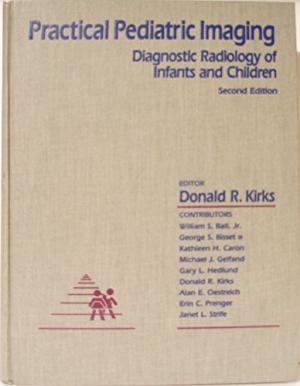 Practical Pediatric Imaging
Diagnostic Radiology of
Infants and Children
Second Edition
EDITOR
Donald R. Kirks
CONTRIBUTORS
William S. Ball, Jr.
George S. Bisset III
Kathleen H. Caron
Michael J. Gelfand
Gary L. Hedlund
Donald R. Kirks
Alan E. Oestreich
Erin C. Prenger
Janet L. Strife